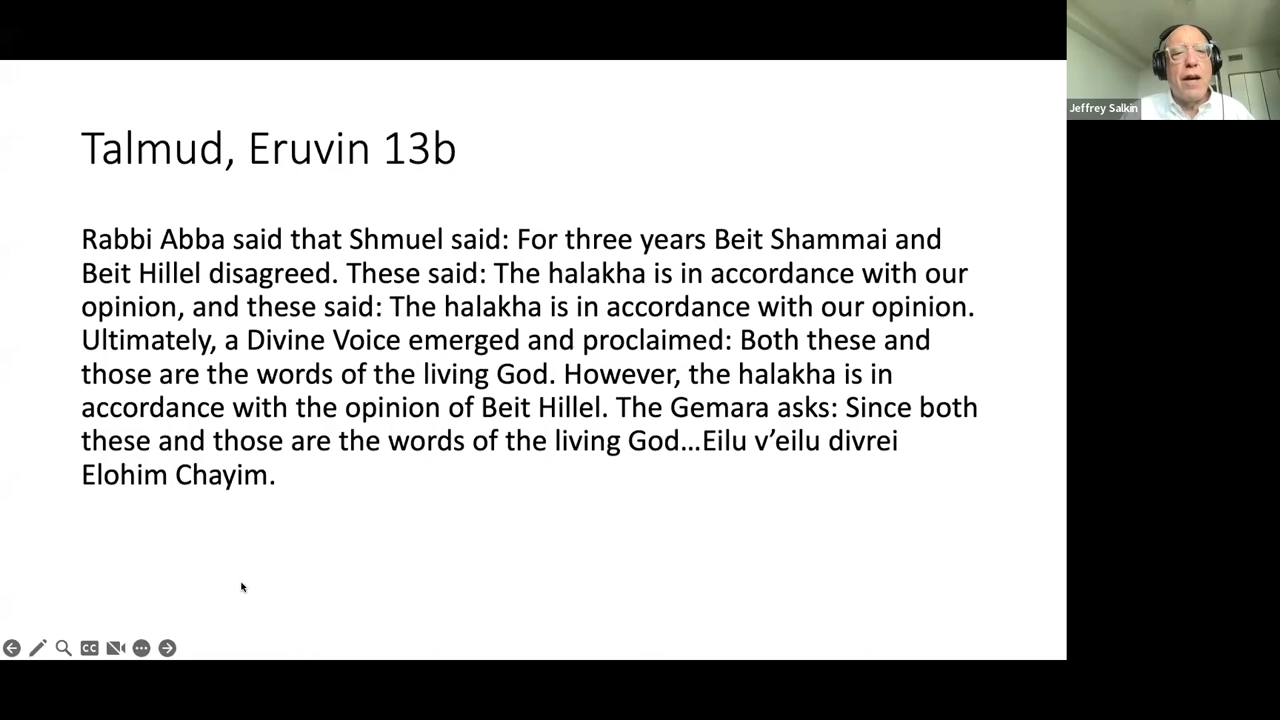 Talmud, Eruvin 13b
Rabbi Abba said that Shmuel said: For three years Beit Shammai and
Beit Hillel disagreed. These said: The halakha is in accordance with our
opinion, and these said: The halakha is in accordance with our opinion.
Ultimately, a Divine Voice emerged and proclaimed: Both these and
those are the words of the living God. However, the halakha is in
accordance with the opinion of Beit Hillel. The Gemara asks: Since both
these and those are the words of the living God…Eilu v’eilu divrei
Elohim Chayim.
Jeffrey Salkin
CC